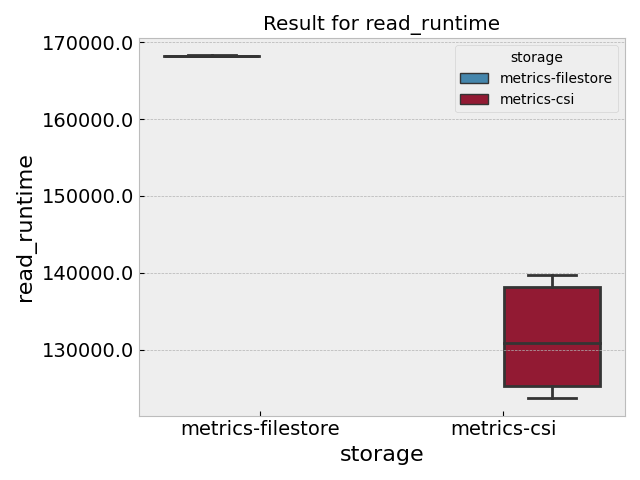 Result for read_runtime
170000.0
160000.0
150000.0
140000.0
130000.0
read_runtime
storage
metrics-filestore
metrics-csi
metrics-filestore
metrics-csi
storage